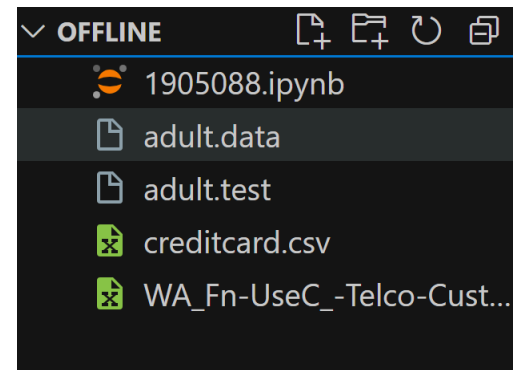 OFFLINE
1905088.ipynb
adult.data
adult.test
creditcard.csv
WA_Fn-UseC_-Telco-Cust...